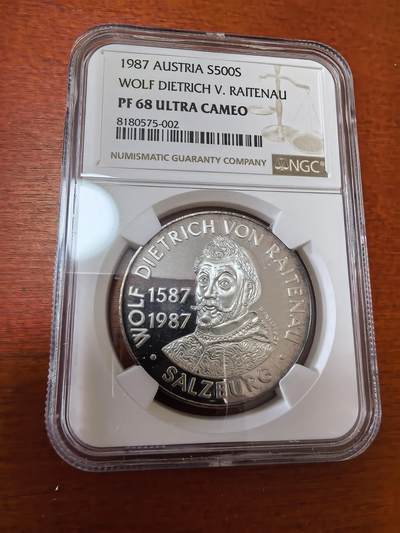 1987 AUSTRIA S500S
WOLF DIETRICH V. RAITENAU
PF 68 ULTRA CAMEO
8180575-002
NUMISMATIC GUARANTY COMPANY
NGC
WOLF DIETRICH VON RAITENAU
1587
1987
· SALZBURG ·